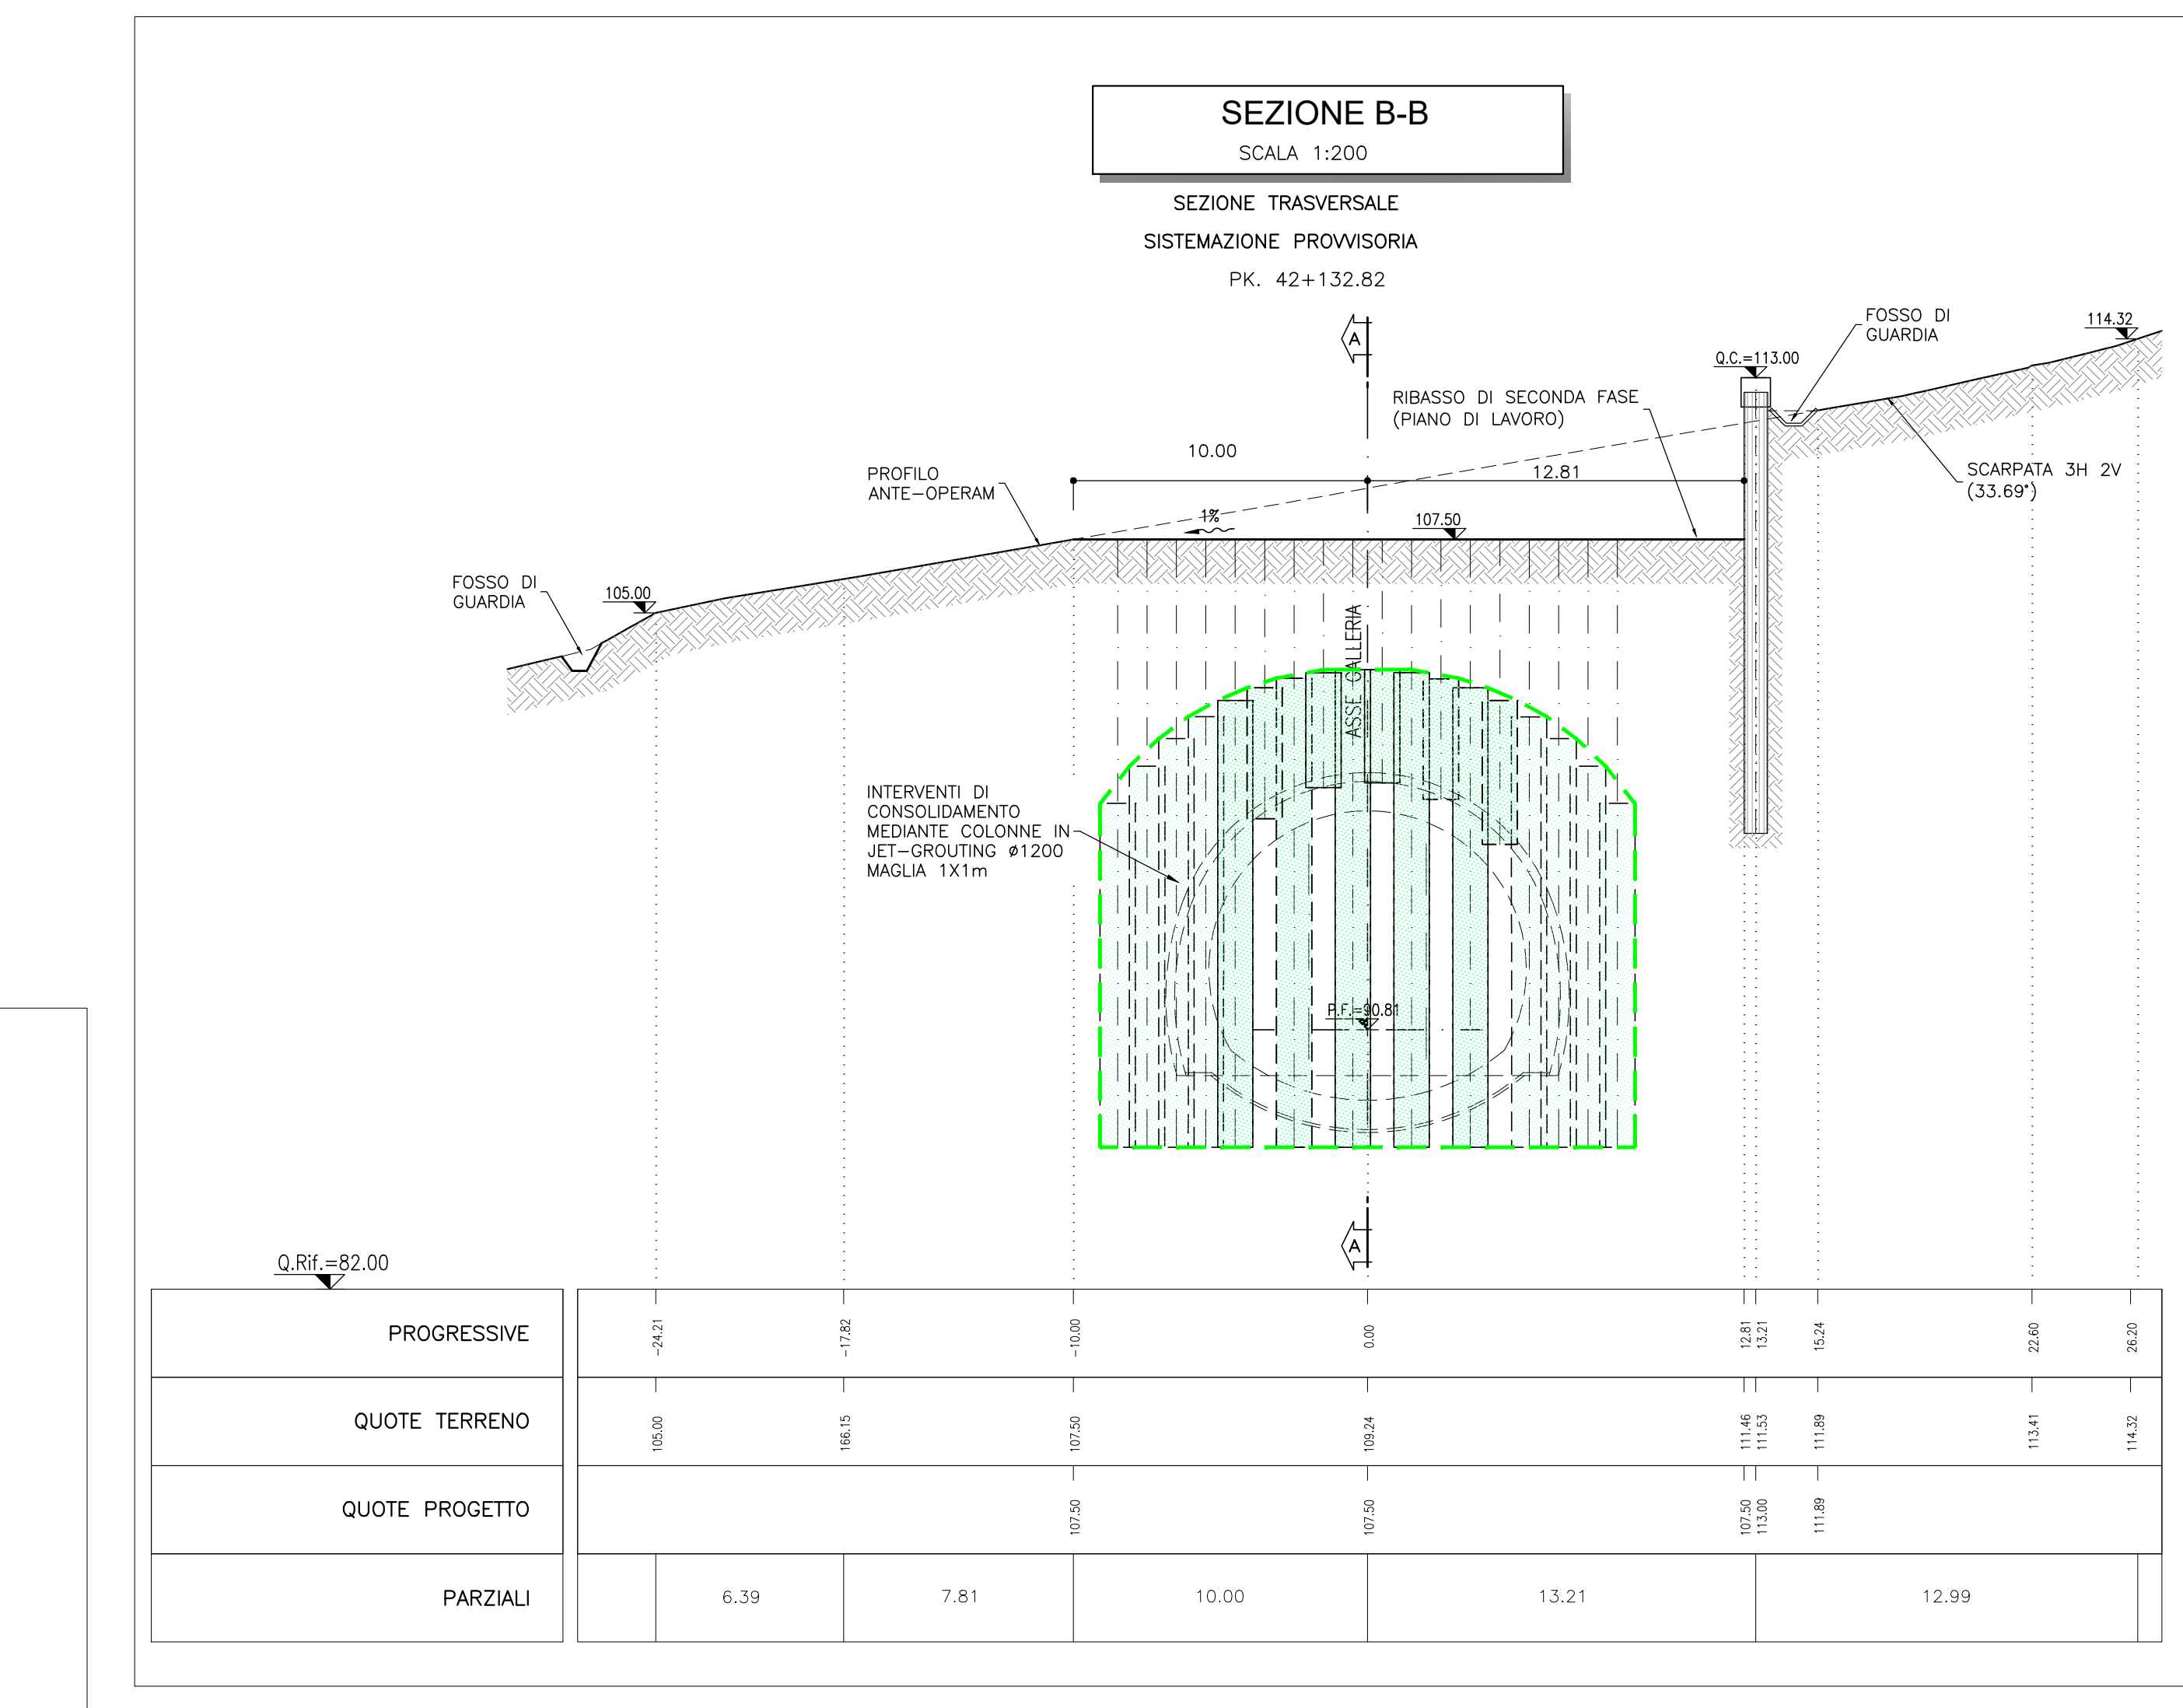 SEZIONE B-B
SCALA 1:200
SEZIONE TRASVERSALE
SISTEMAZIONE PROVVISORIA
PK. 42+132.82
A
FOSSO DI
GUARDIA
114.32
Q.C.=113.00
RIBASSO DI SECONDA FASE
(PIANO DI LAVORO)
10.00
12.81
PROFILO
ANTE-OPERAM
SCARPATA 3H 2V
(33.69°)
1%
107.50
FOSSO DI
GUARDIA
105.00
ASSE GALLERIA
INTERVENTI DI
CONSOLIDAMENTO
MEDIANTE COLONNE IN
JET-GROUTING ø1200
MAGLIA 1X1m
P.F.=90.81
A
Q.Rif.=82.00
PROGRESSIVE
-24.21
-17.82
-10.00
0.00
12.81
13.21
15.24
22.60
26.20
QUOTE TERRENO
105.00
166.15
107.50
109.24
111.46
111.53
111.89
113.41
114.32
QUOTE PROGETTO
107.50
107.50
107.50
113.00
111.89
PARZIALI
6.39
7.81
10.00
13.21
12.99